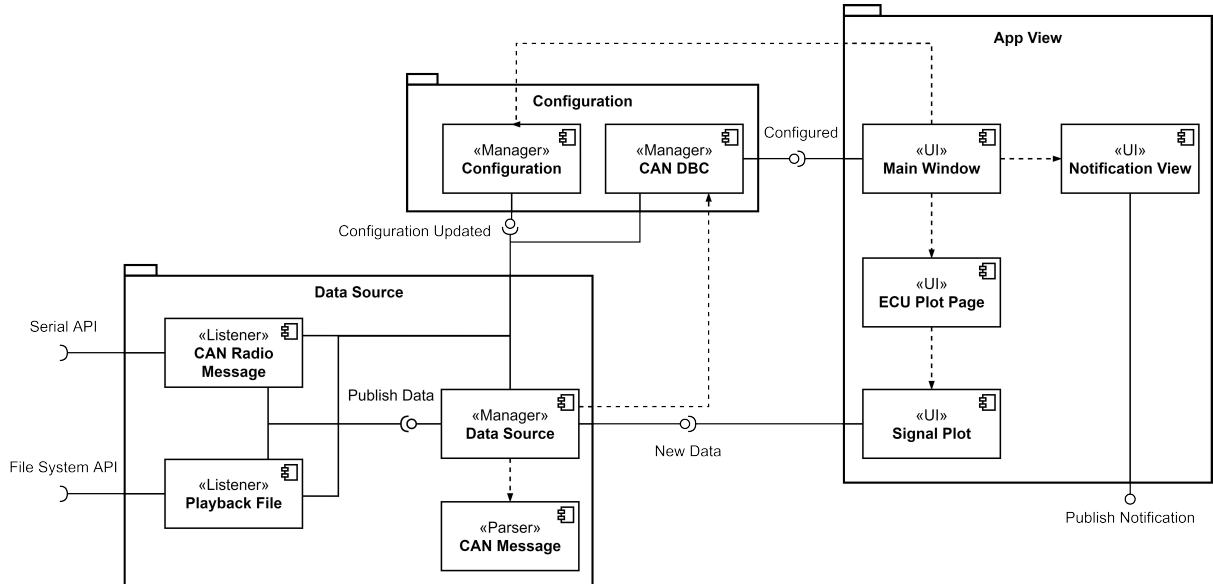 App View
Configuration
«Manager»
Configuration
«Manager»
CAN DBC
Configured
«UI»
Main Window
«UI»
Notification View
Configuration Updated
«UI»
ECU Plot Page
Data Source
Serial API
«Listener»
CAN Radio
Message
Publish Data
«Manager»
Data Source
New Data
«UI»
Signal Plot
File System API
«Listener»
Playback File
«Parser»
CAN Message
Publish Notification